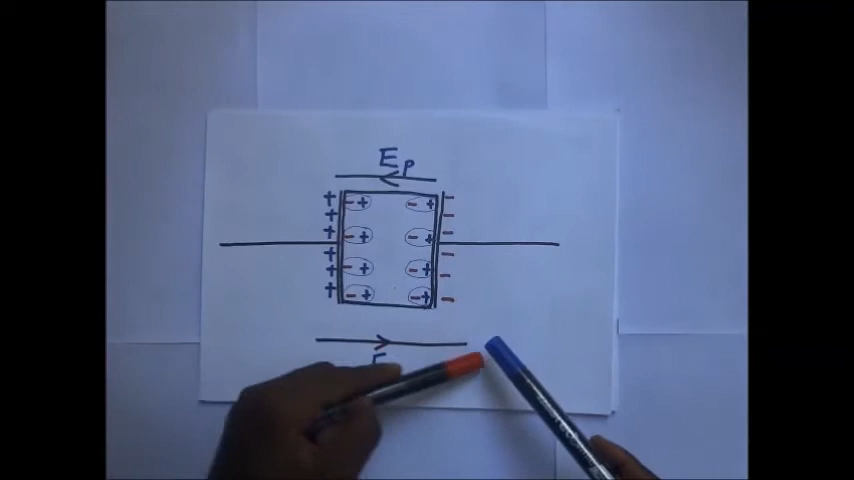 Ep
+ - + - + -
+ -
+ - + - + -
+ -
+ - + - + -
+ -
+ - + - + -